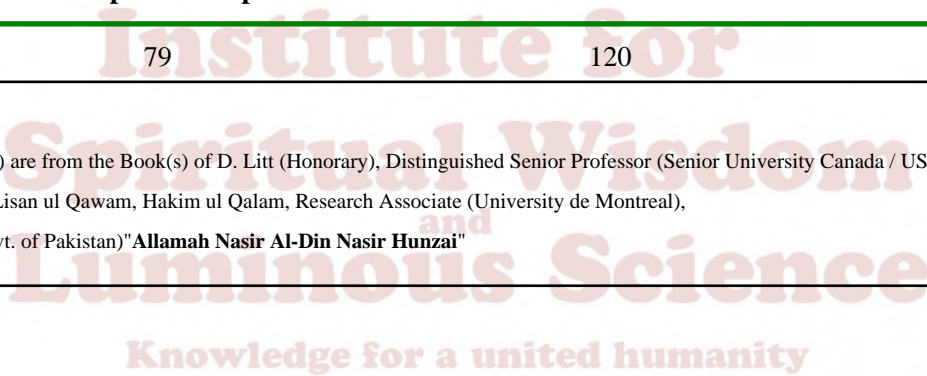 Institute for
79 120
Spiritual Wisdom
) are from the Book(s) of D. Litt (Honorary), Distinguished Senior Professor (Senior University Canada / US
Lisan ul Qawam, Hakim ul Qalam, Research Associate (University de Montreal),
and
vt. of Pakistan)"Allamah Nasir Al-Din Nasir Hunzai"
Luminous Science
Knowledge for a united humanity